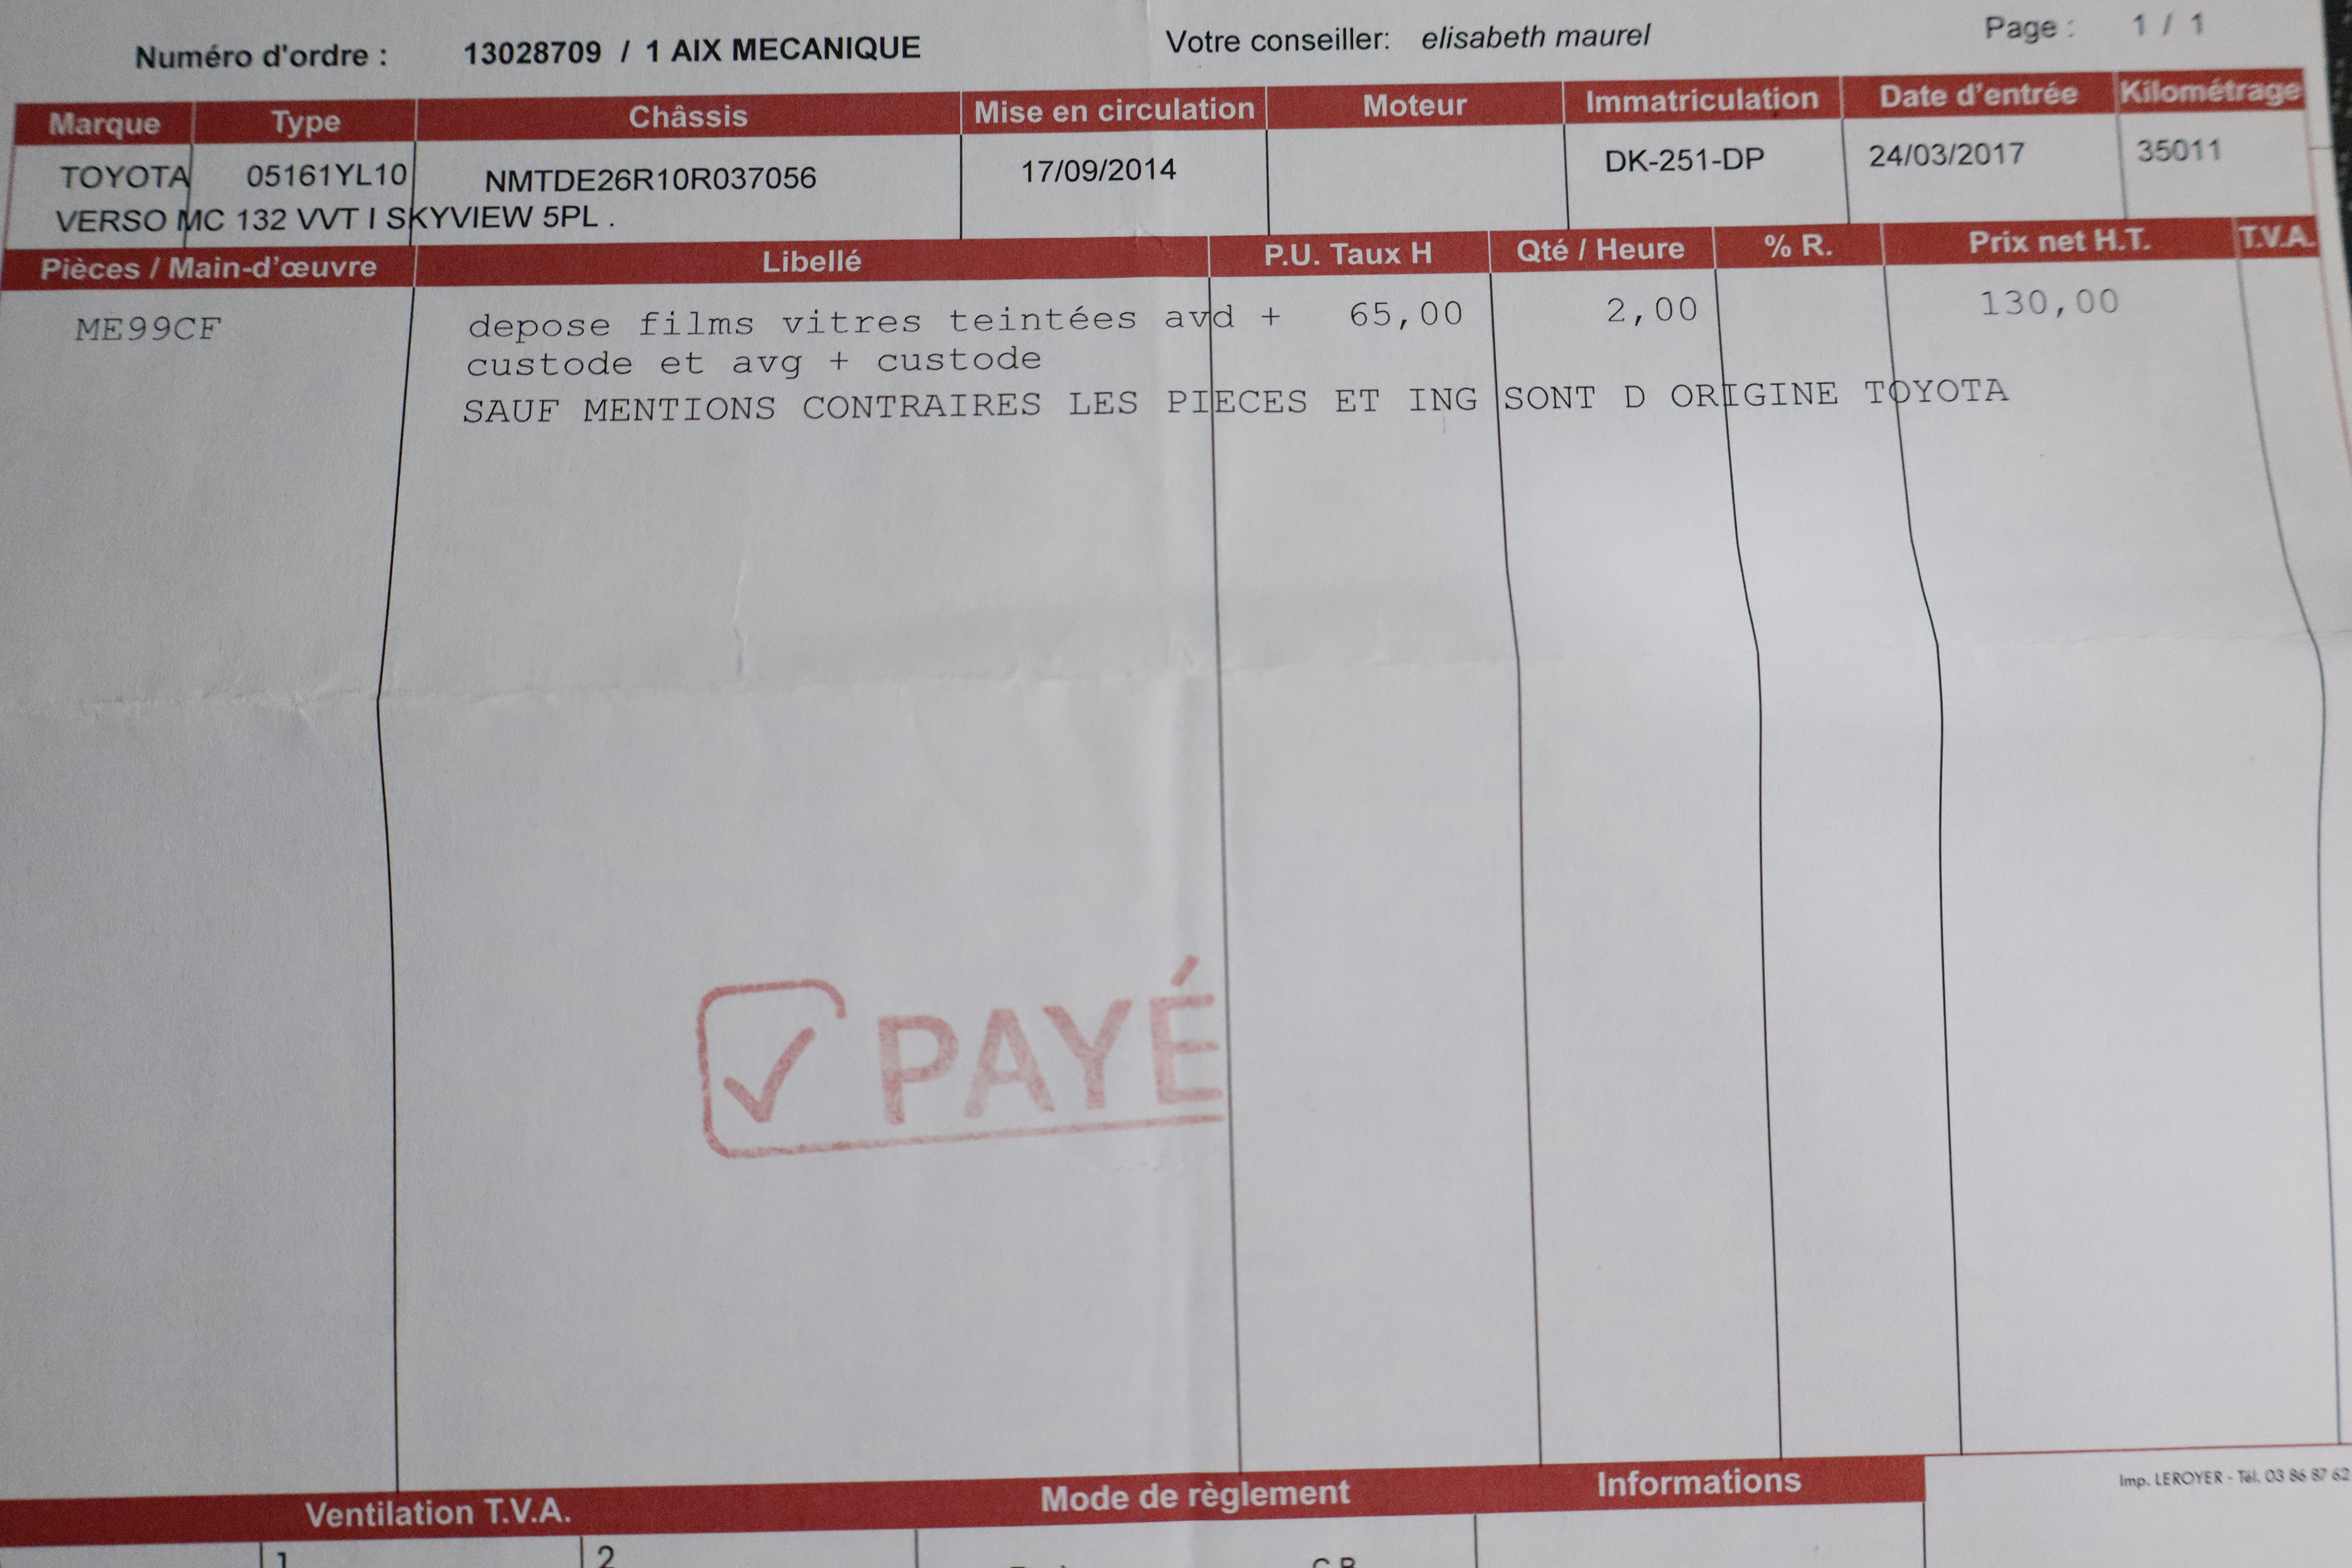 Numéro d'ordre : 13028709 / 1 AIX MECANIQUE Votre conseiller: elisabeth maurel Page : 1 / 1
Marque Type Châssis Mise en circulation Moteur Immatriculation Date d'entrée Kilométrage
TOYOTA 05161YL10 NMTDE26R10R037056 17/09/2014 DK-251-DP 24/03/2017 35011
VERSO MC 132 VVT I SKYVIEW 5PL .
Pièces / Main-d'œuvre Libellé P.U. Taux H Qté / Heure % R. Prix net H.T. T.V.A.
ME99CF depose films vitres teintées avd + 65,00 2,00 130,00
custode et avg + custode
SAUF MENTIONS CONTRAIRES LES PIECES ET ING SONT D ORIGINE TOYOTA
PAYÉ
Ventilation T.V.A. Mode de règlement Informations Imp. LEROYER - Tél. 03 86 87 62
1 2 C.B.